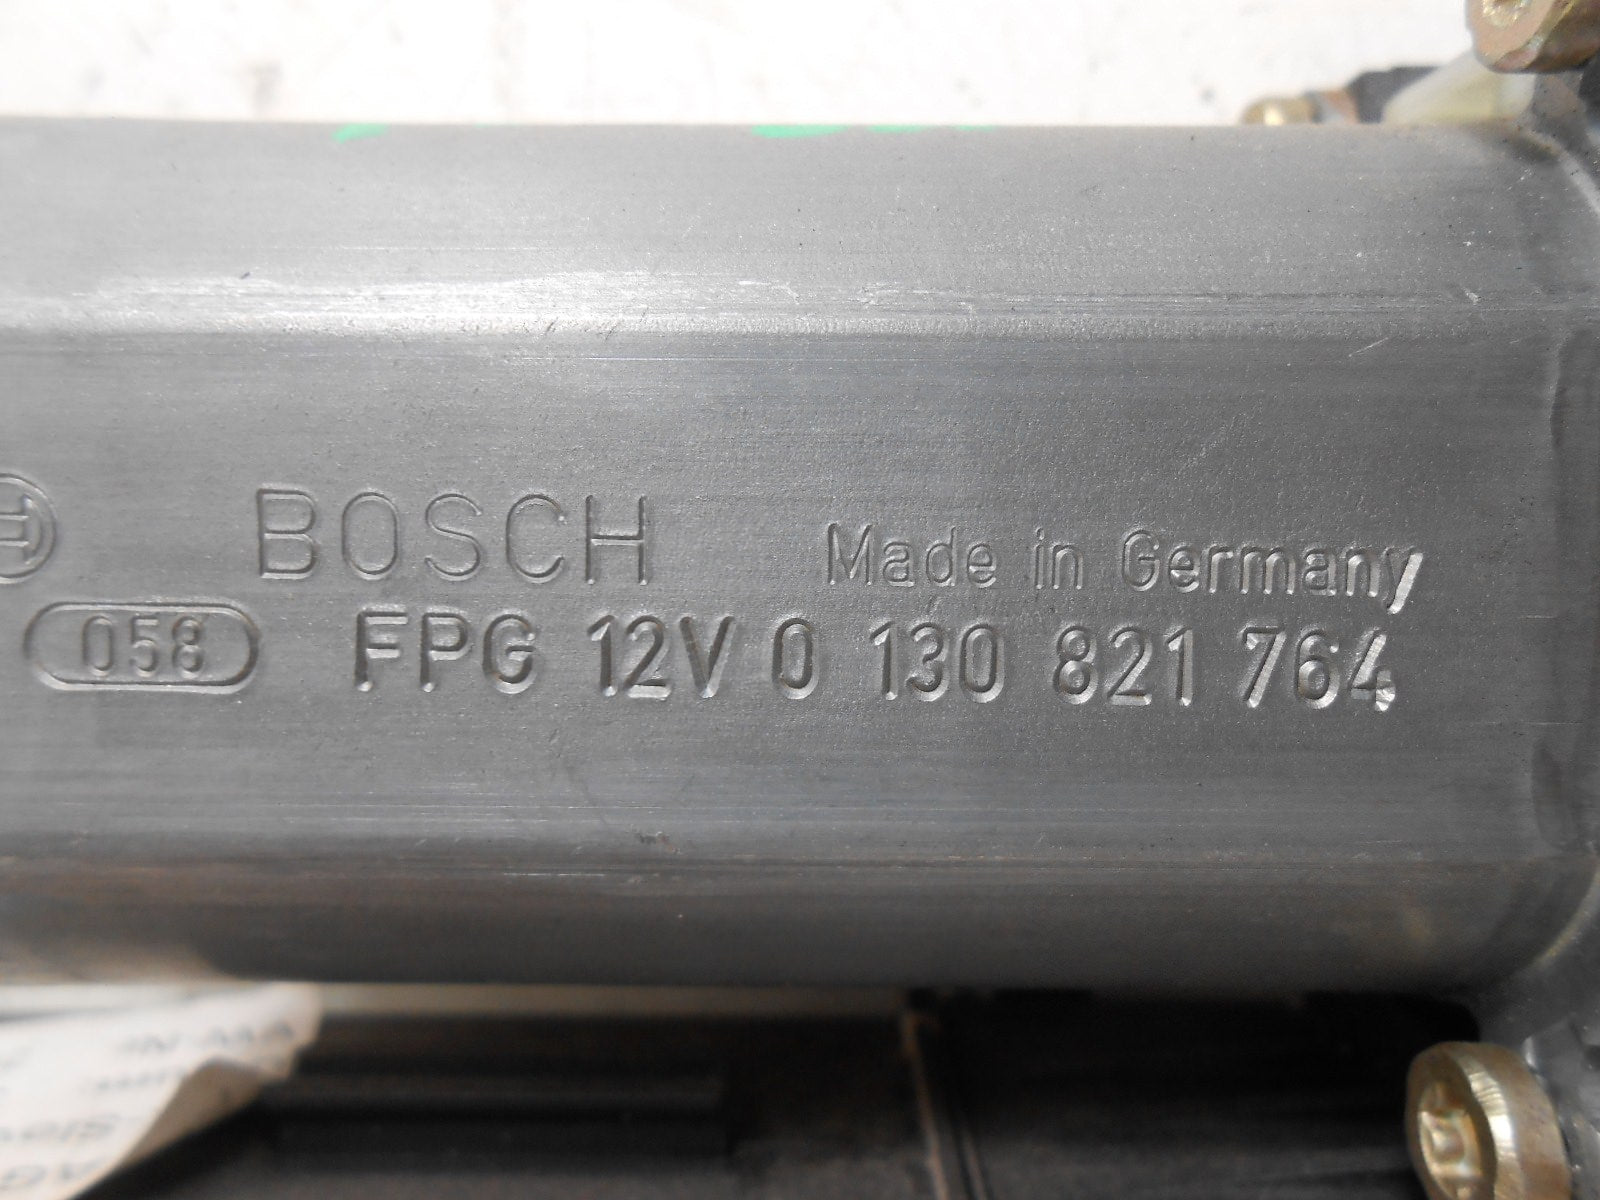 BOSCH Made in Germany
058 FPG 12V 0 130 821 764